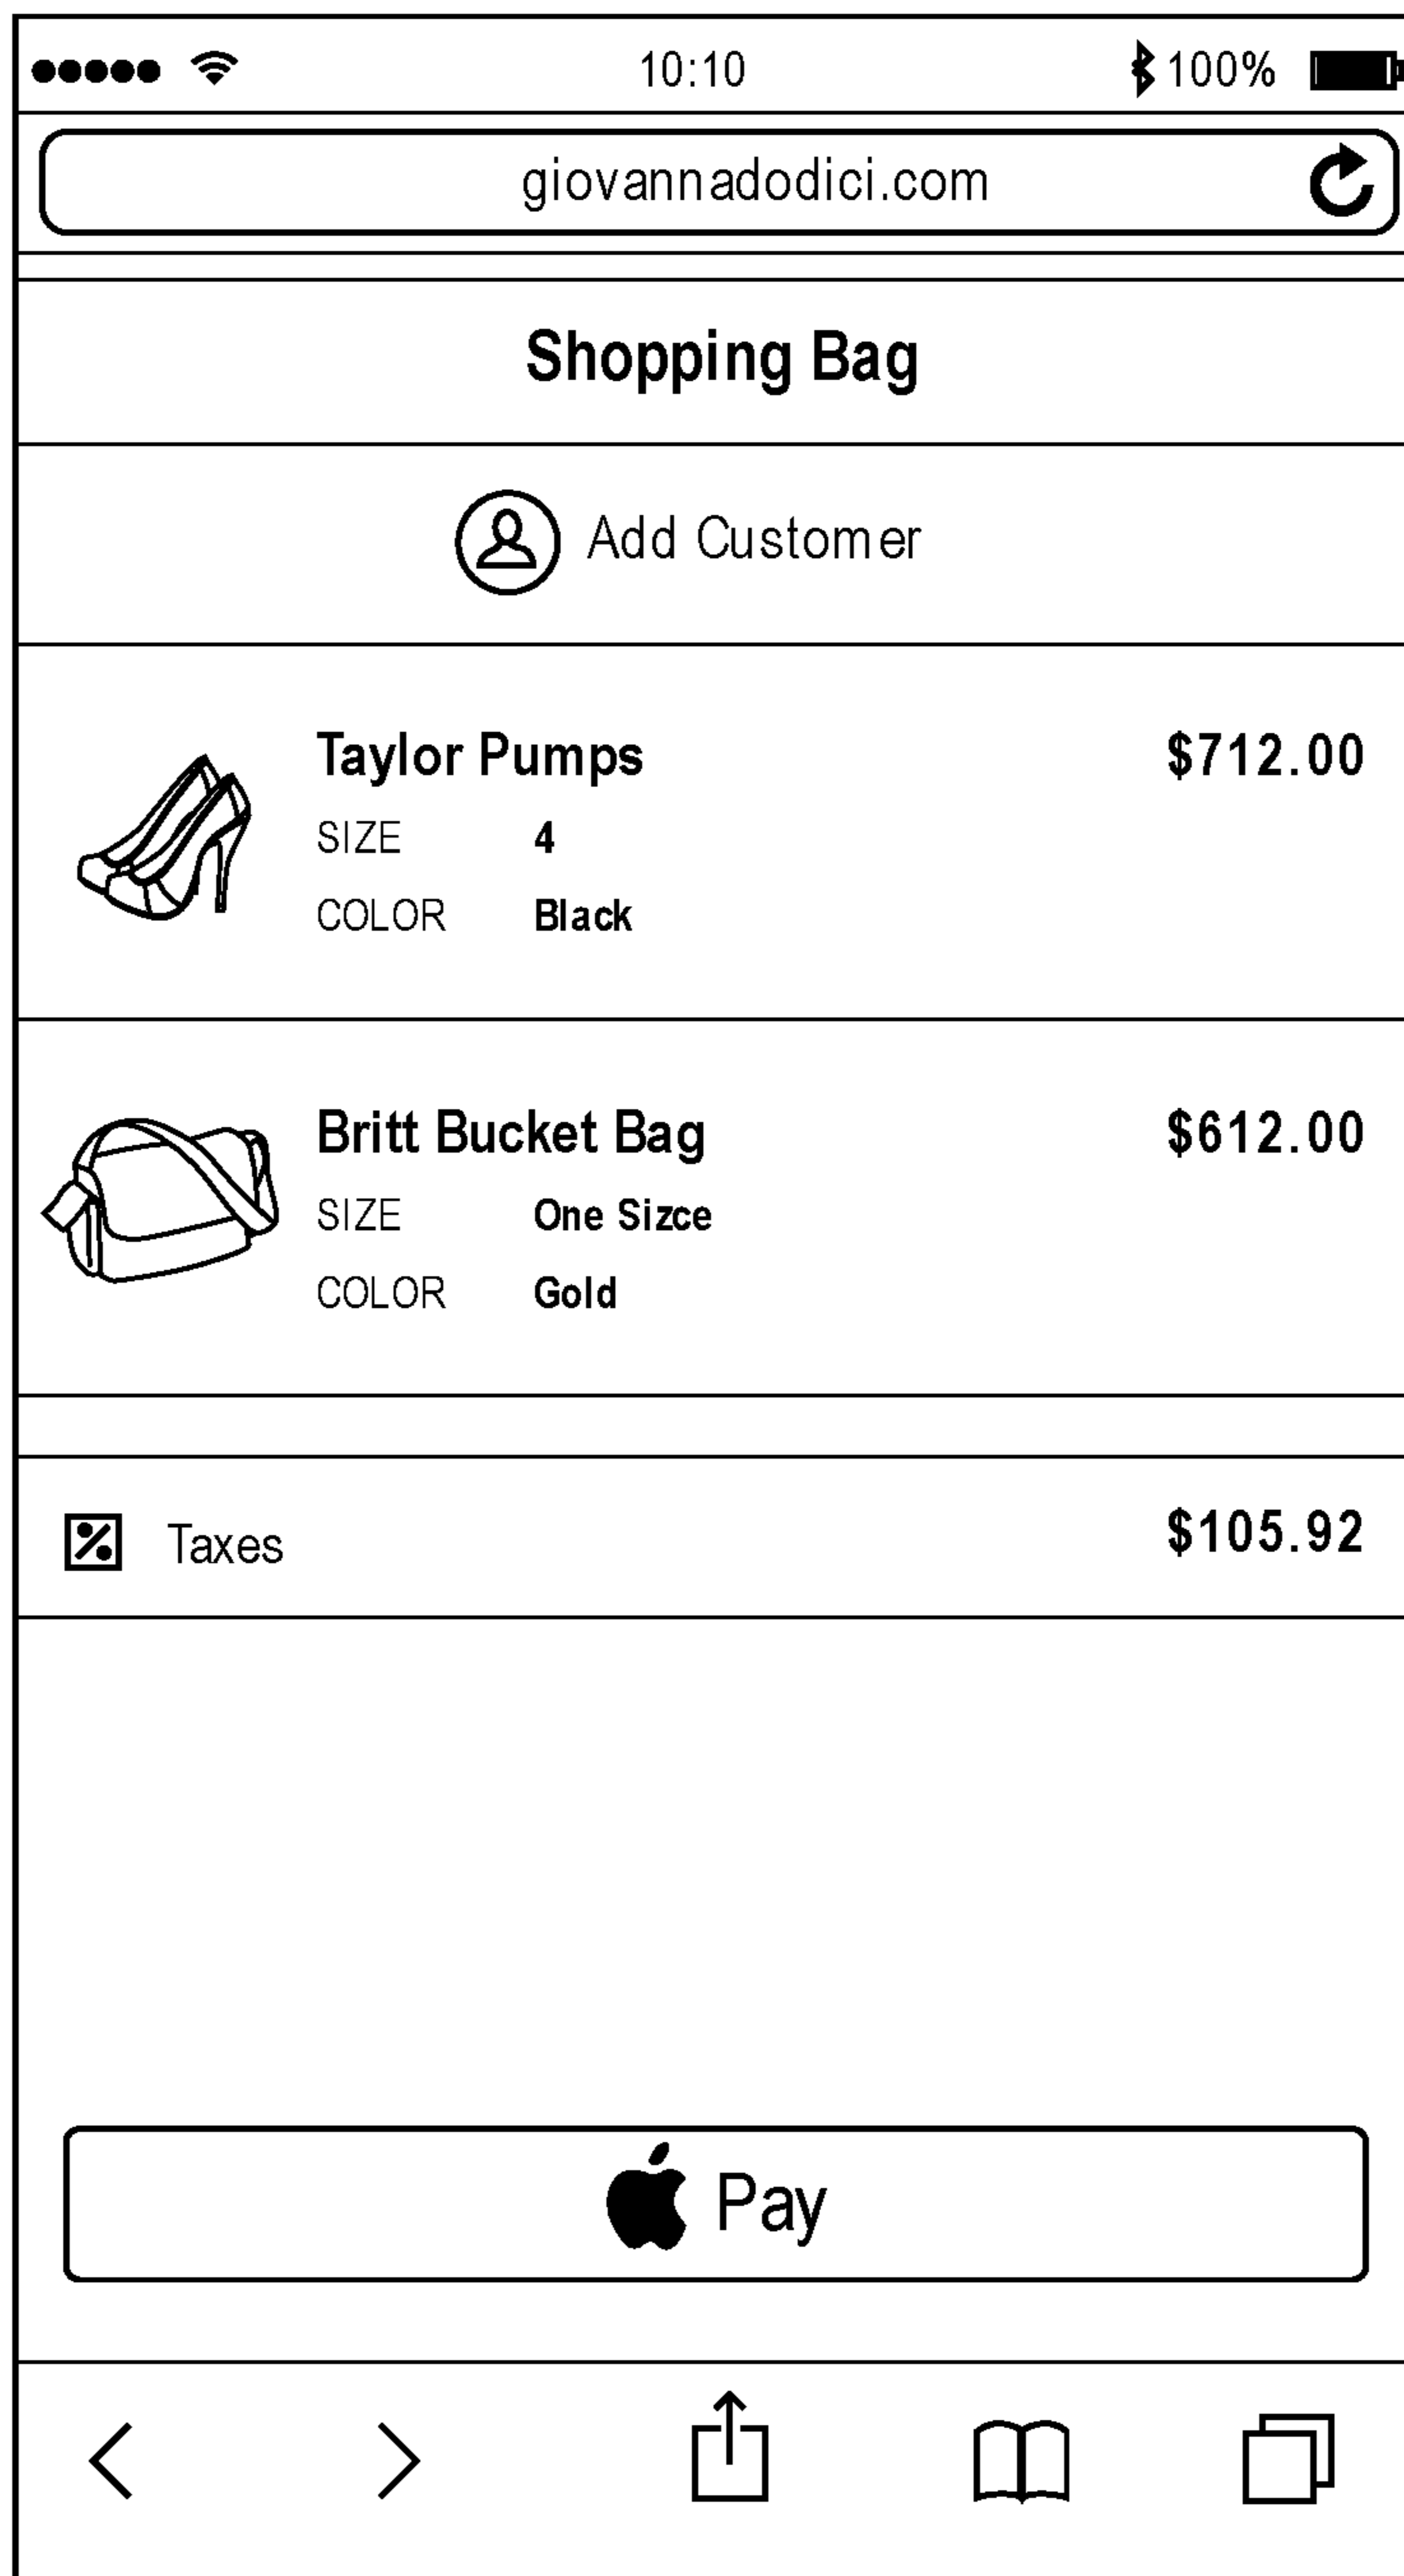 10:10 100%
giovannadodici.com
Shopping Bag
Add Customer
Taylor Pumps $712.00
SIZE 4
COLOR Black
Britt Bucket Bag $612.00
SIZE One Sizce
COLOR Gold
Taxes $105.92
Pay